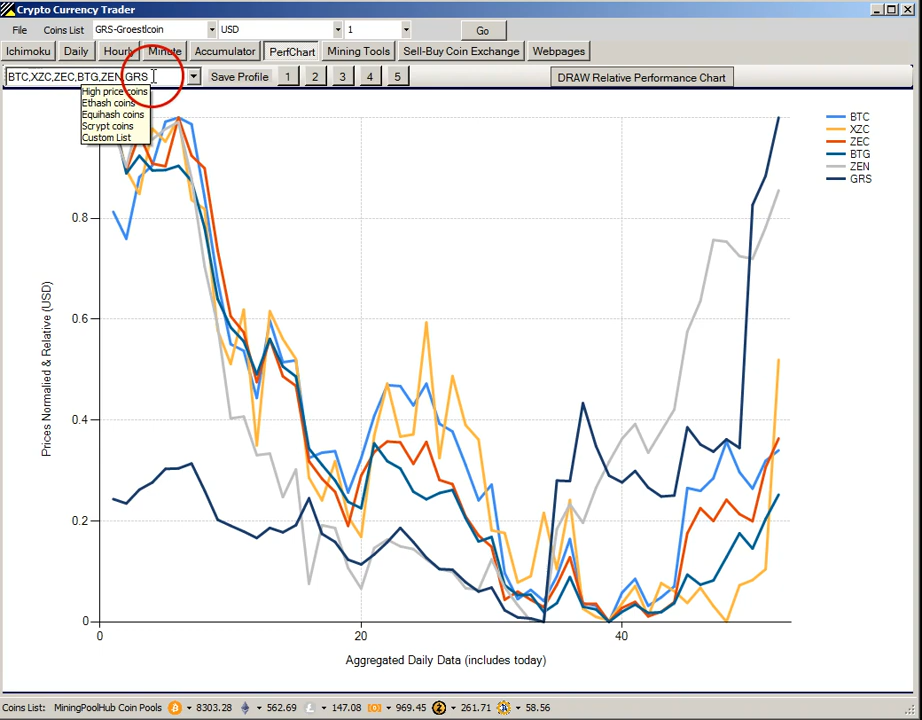 Crypto Currency Trader
File Coins List GRS-Groestlcoin USD 1 Go
Ichimoku Daily Hourly Minute Accumulator PerfChart Mining Tools Sell-Buy Coin Exchange Webpages
BTC,XZC,ZEC,BTG,ZEN,GRS Save Profile 1 2 3 4 5 DRAW Relative Performance Chart
High price coins
Ethash coins
Equihash coins
Scrypt coins
Custom List
BTC
XZC
ZEC
BTG
ZEN
GRS
0.8
0.6
0.4
0.2
0
Prices Normalied & Relative (USD)
0 20 40
Aggregated Daily Data (includes today)
Coins List: MiningPoolHub Coin Pools 8303.28 562.69 147.08 969.45 261.71 58.56